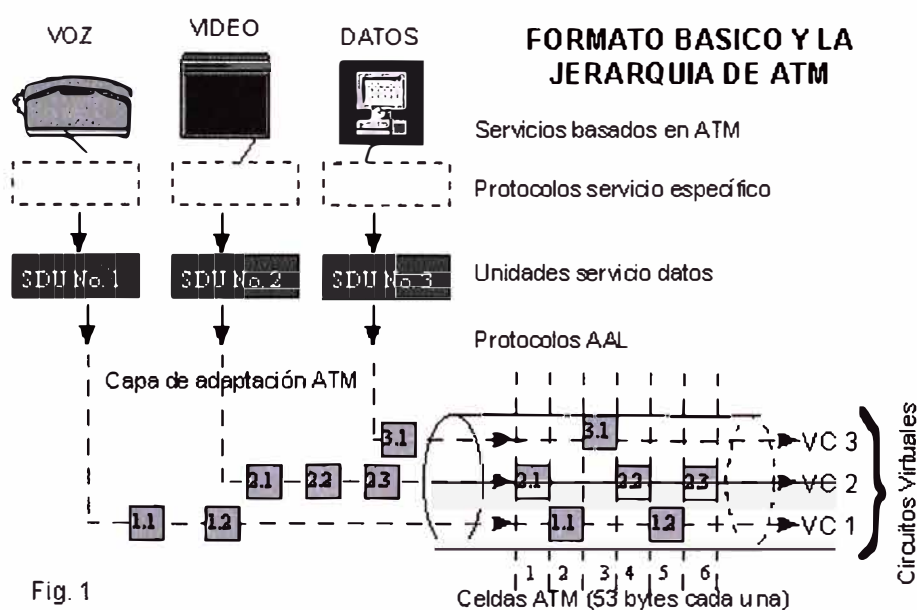 VOZ
VIDEO
DATOS
FORMATO BASICO Y LA
JERARQUIA DE ATM
Servicios basados en ATM
Protocolos servicio específico
SDU No. 1
SDU No. 2
SDU No. 3
Unidades servicio datos
Protocolos AAL
Capa de adaptación ATM
3.1
3.1
VC 3
2.1
2.2
2.3
2.1
2.2
2.3
VC 2
1.1
1.2
1.1
1.2
VC 1
Circuitos Virtuales
1 2 3 4 5 6
Celdas ATM (53 bytes cada una)
Fig. 1